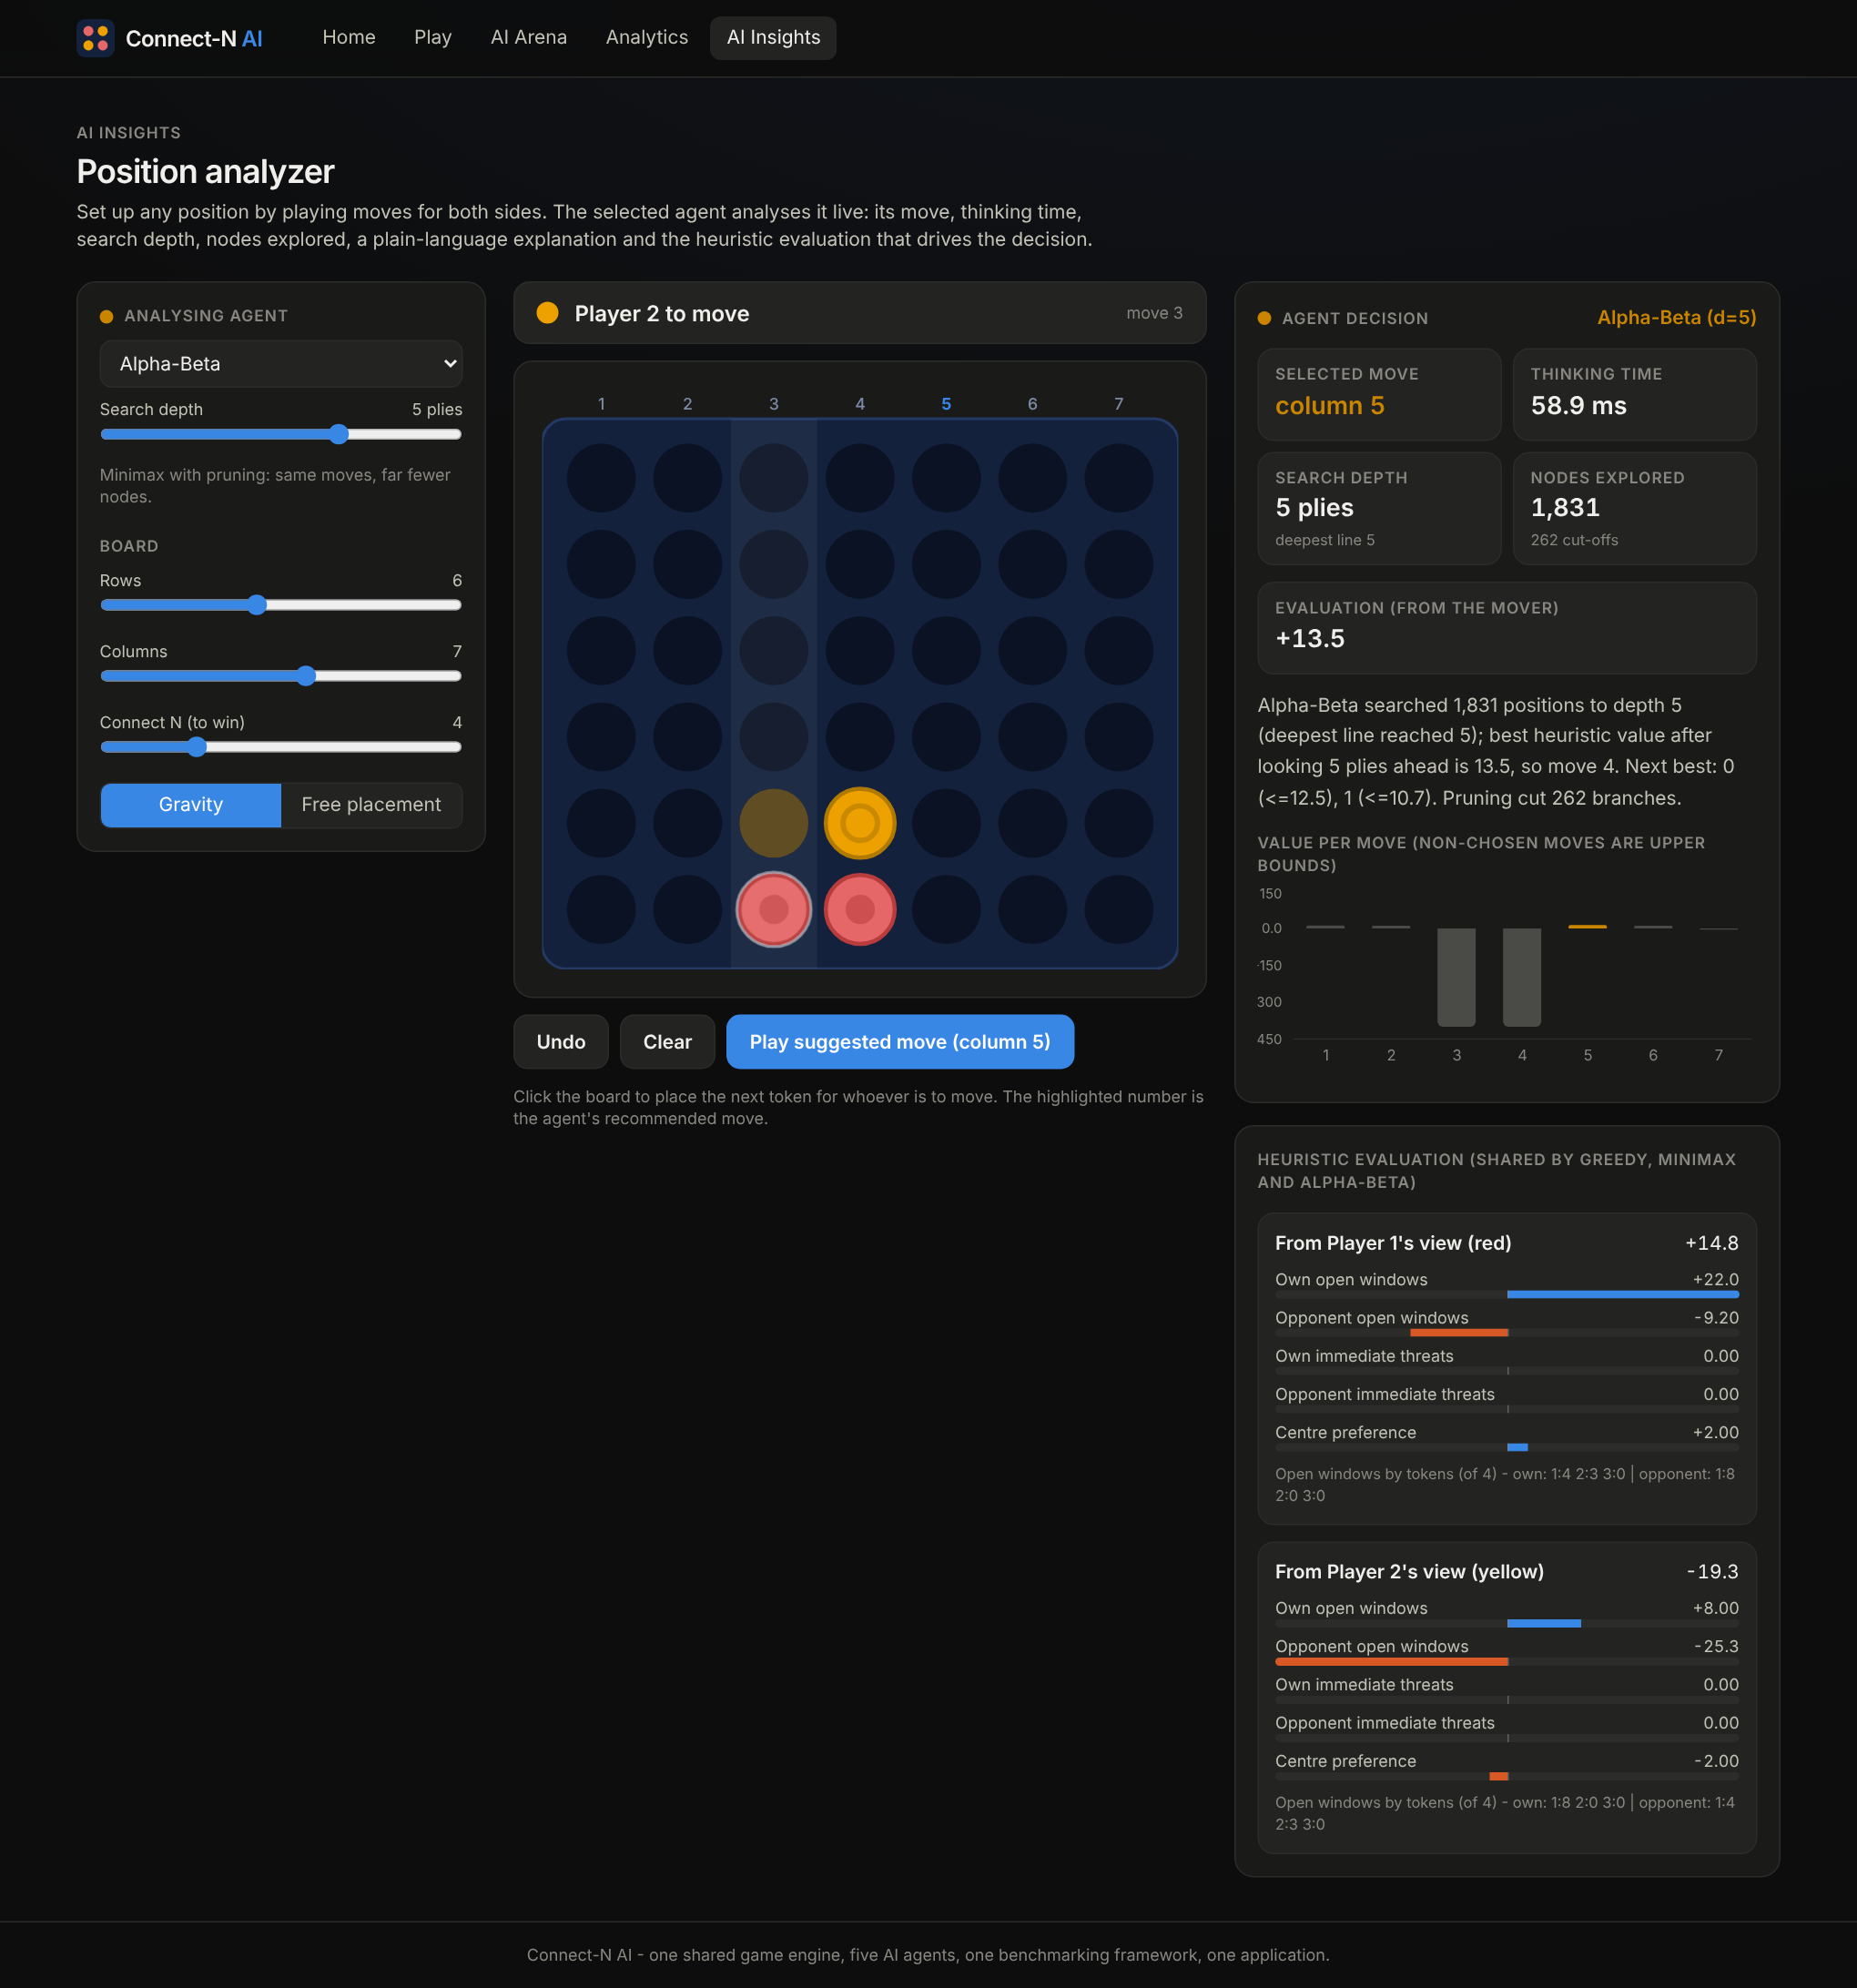 Connect-N AI
Home
Play
AI Arena
Analytics
AI Insights
AI INSIGHTS
Position analyzer
Set up any position by playing moves for both sides. The selected agent analyses it live: its move, thinking time,
search depth, nodes explored, a plain-language explanation and the heuristic evaluation that drives the decision.
ANALYSING AGENT
Alpha-Beta
Search depth 5 plies
Minimax with pruning: same moves, far fewer
nodes.
BOARD
Rows 6
Columns 7
Connect N (to win) 4
Gravity
Free placement
Player 2 to move
move 3
1 2 3 4 5 6 7
Undo
Clear
Play suggested move (column 5)
Click the board to place the next token for whoever is to move. The highlighted number is
the agent's recommended move.
AGENT DECISION
Alpha-Beta (d=5)
SELECTED MOVE
column 5
THINKING TIME
58.9 ms
SEARCH DEPTH
5 plies
deepest line 5
NODES EXPLORED
1,831
262 cut-offs
EVALUATION (FROM THE MOVER)
+13.5
Alpha-Beta searched 1,831 positions to depth 5
(deepest line reached 5); best heuristic value after
looking 5 plies ahead is 13.5, so move 4. Next best: 0
(<=12.5), 1 (<=10.7). Pruning cut 262 branches.
VALUE PER MOVE (NON-CHOSEN MOVES ARE UPPER
BOUNDS)
150
0.0
-150
300
450
1 2 3 4 5 6 7
HEURISTIC EVALUATION (SHARED BY GREEDY, MINIMAX
AND ALPHA-BETA)
From Player 1's view (red) +14.8
Own open windows +22.0
Opponent open windows -9.20
Own immediate threats 0.00
Opponent immediate threats 0.00
Centre preference +2.00
Open windows by tokens (of 4) - own: 1:4 2:3 3:0 | opponent: 1:8
2:0 3:0
From Player 2's view (yellow) -19.3
Own open windows +8.00
Opponent open windows -25.3
Own immediate threats 0.00
Opponent immediate threats 0.00
Centre preference -2.00
Open windows by tokens (of 4) - own: 1:8 2:0 3:0 | opponent: 1:4
2:3 3:0
Connect-N AI - one shared game engine, five AI agents, one benchmarking framework, one application.